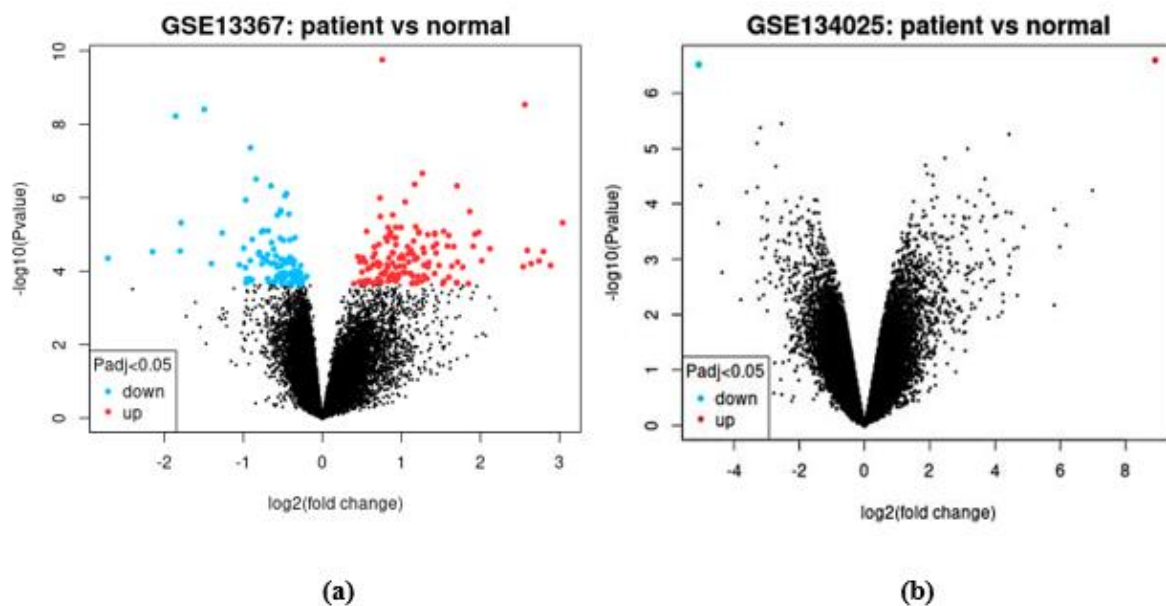 GSE13367: patient vs normal
-log10(Pvalue)
10
8
6
4
2
0
Padj<0.05
down
up
-2 -1 0 1 2 3
log2(fold change)
(a)
GSE134025: patient vs normal
-log10(Pvalue)
6
5
4
3
2
1
0
Padj<0.05
down
up
-4 -2 0 2 4 6 8
log2(fold change)
(b)